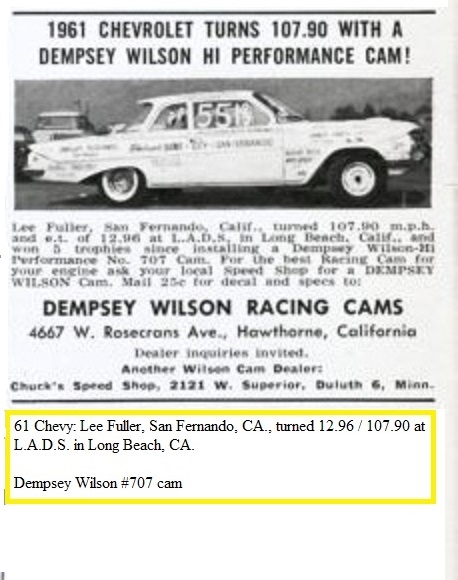 1961 CHEVROLET TURNS 107.90 WITH A
DEMPSEY WILSON HI PERFORMANCE CAM!
551
SAN FERNANDO
Lee Fuller, San Fernando, Calif., turned 107.90 m.p.h.
and e.t. of 12.96 at L.A.D.S., in Long Beach, Calif., and
won 5 trophies since installing a Dempsey Wilson-Hi
Performance No. 707 Cam. For the best Racing Cam for
your engine ask your local Speed Shop for a DEMPSEY
WILSON Cam. Mail 25c for decal and specs to:
DEMPSEY WILSON RACING CAMS
4667 W. Rosecrans Ave., Hawthorne, California
Dealer inquiries invited.
Another Wilson Cam Dealer:
Chuck's Speed Shop, 2121 W. Superior, Duluth 6, Minn.
61 Chevy: Lee Fuller, San Fernando, CA., turned 12.96 / 107.90 at
L.A.D.S. in Long Beach, CA.
Dempsey Wilson #707 cam